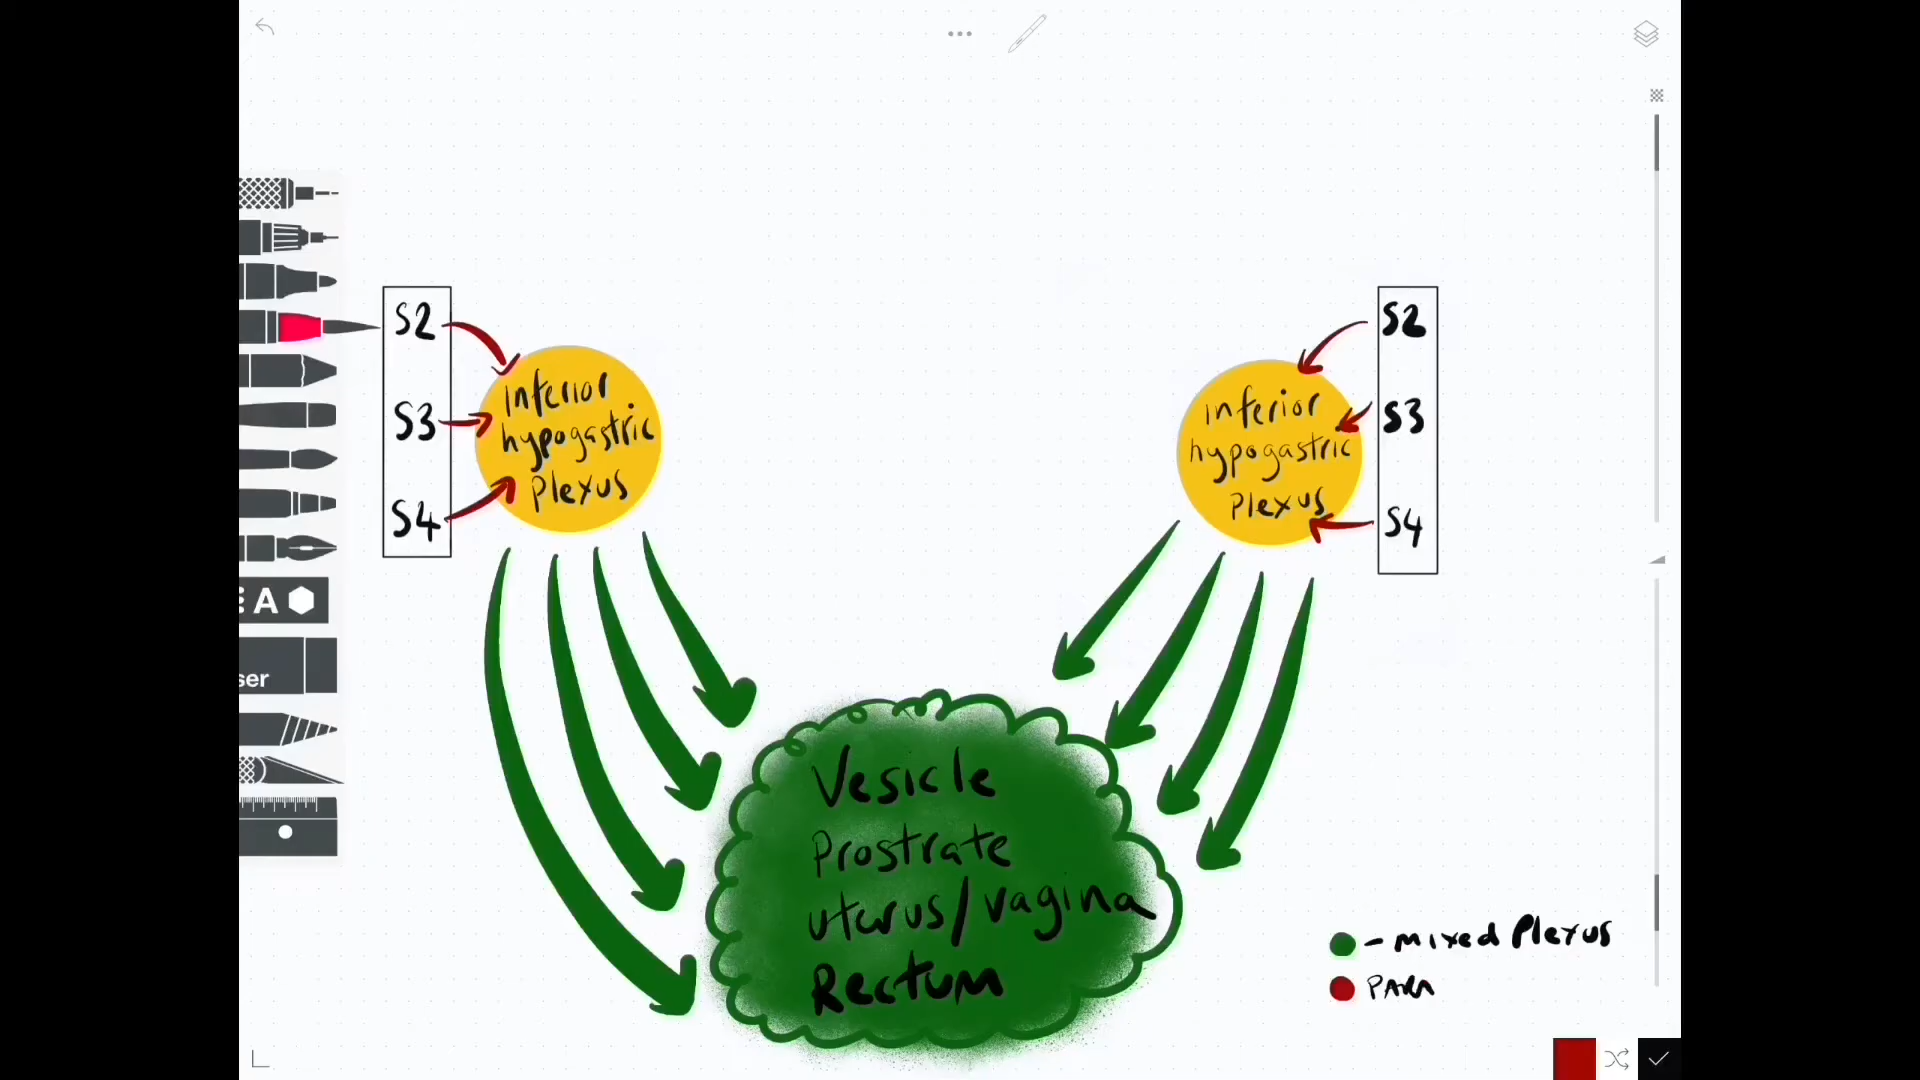 S2
S3
S4
Inferior
hypogastric
Plexus
S2
S3
S4
inferior
hypogastric
Plexus
Vesicle
Prostrate
uterus/vagina
Rectum
- mixed Plexus
PARA
A
ser